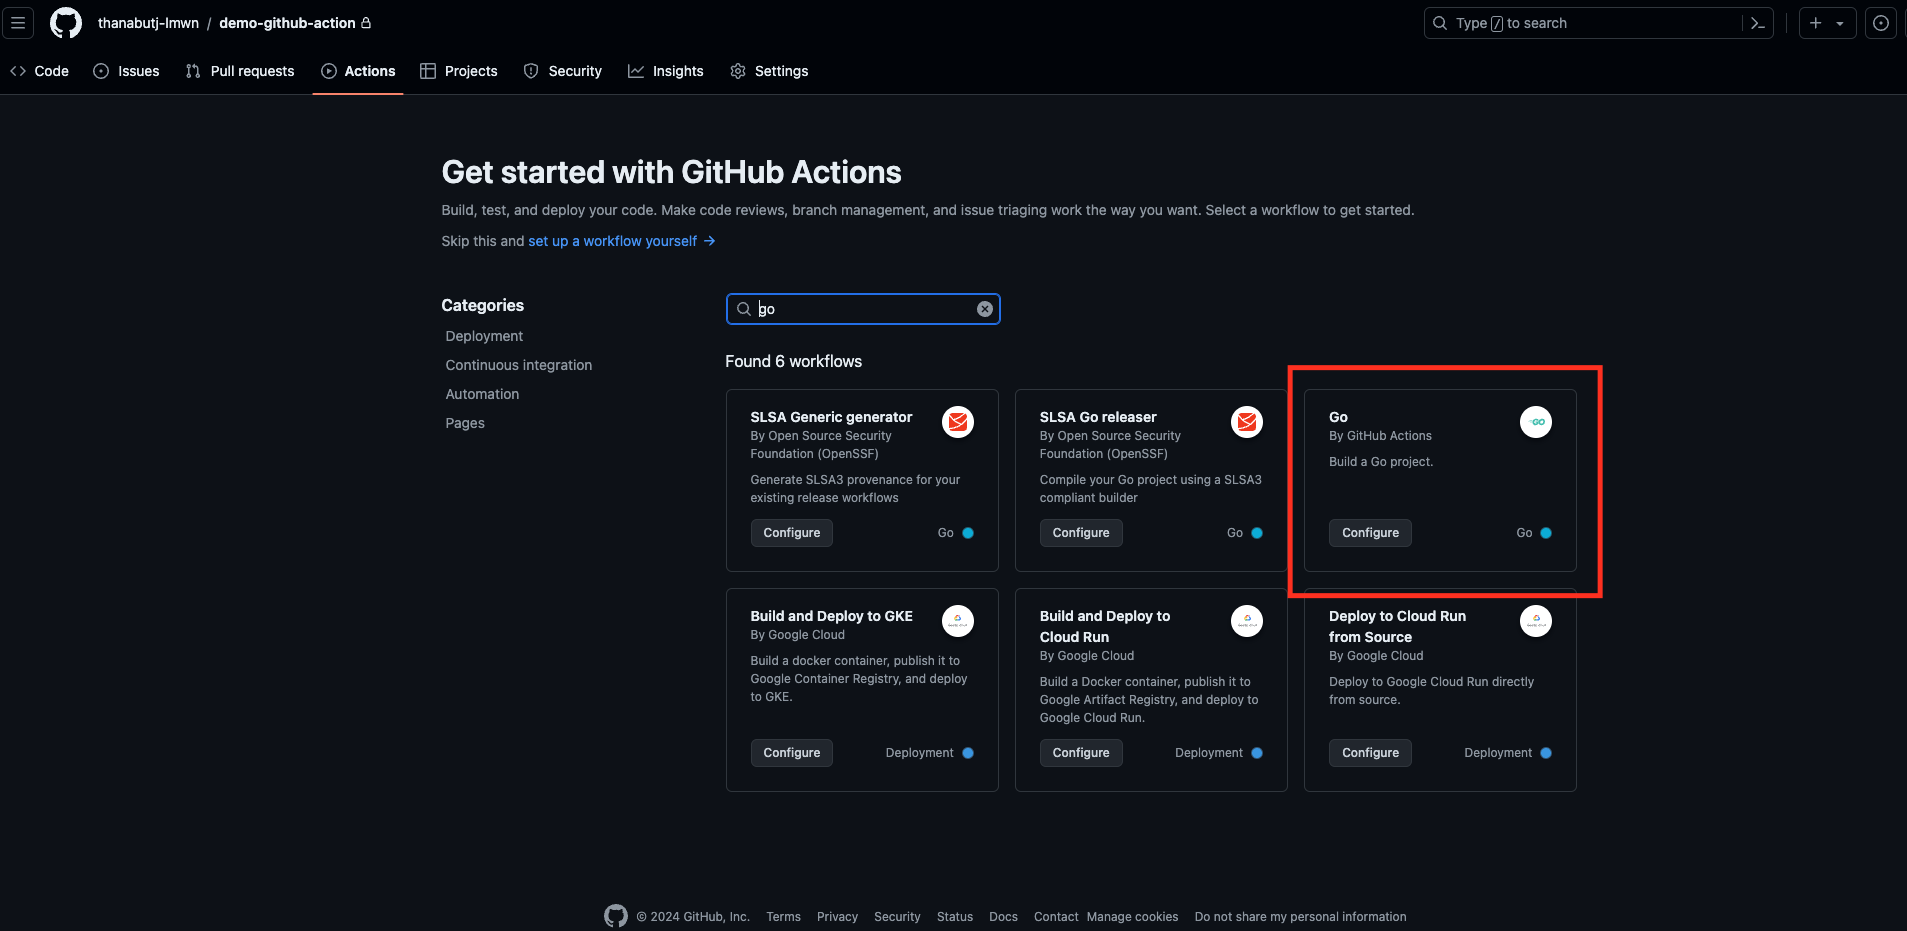 thanabutj-lmwn / demo-github-action
Type / to search
Code
Issues
Pull requests
Actions
Projects
Security
Insights
Settings
Get started with GitHub Actions
Build, test, and deploy your code. Make code reviews, branch management, and issue triaging work the way you want. Select a workflow to get started.
Skip this and set up a workflow yourself →
Categories
Deployment
Continuous integration
Automation
Pages
go
Found 6 workflows
SLSA Generic generator
By Open Source Security
Foundation (OpenSSF)
Generate SLSA3 provenance for your
existing release workflows
Configure
Go
SLSA Go releaser
By Open Source Security
Foundation (OpenSSF)
Compile your Go project using a SLSA3
compliant builder
Configure
Go
Go
GO
By GitHub Actions
Build a Go project.
Configure
Go
Build and Deploy to GKE
By Google Cloud
Build a docker container, publish it to
Google Container Registry, and deploy
to GKE.
Configure
Deployment
Build and Deploy to
Cloud Run
By Google Cloud
Build a Docker container, publish it to
Google Artifact Registry, and deploy to
Google Cloud Run.
Configure
Deployment
Deploy to Cloud Run
from Source
By Google Cloud
Deploy to Google Cloud Run directly
from source.
Configure
Deployment
© 2024 GitHub, Inc.
Terms
Privacy
Security
Status
Docs
Contact
Manage cookies
Do not share my personal information